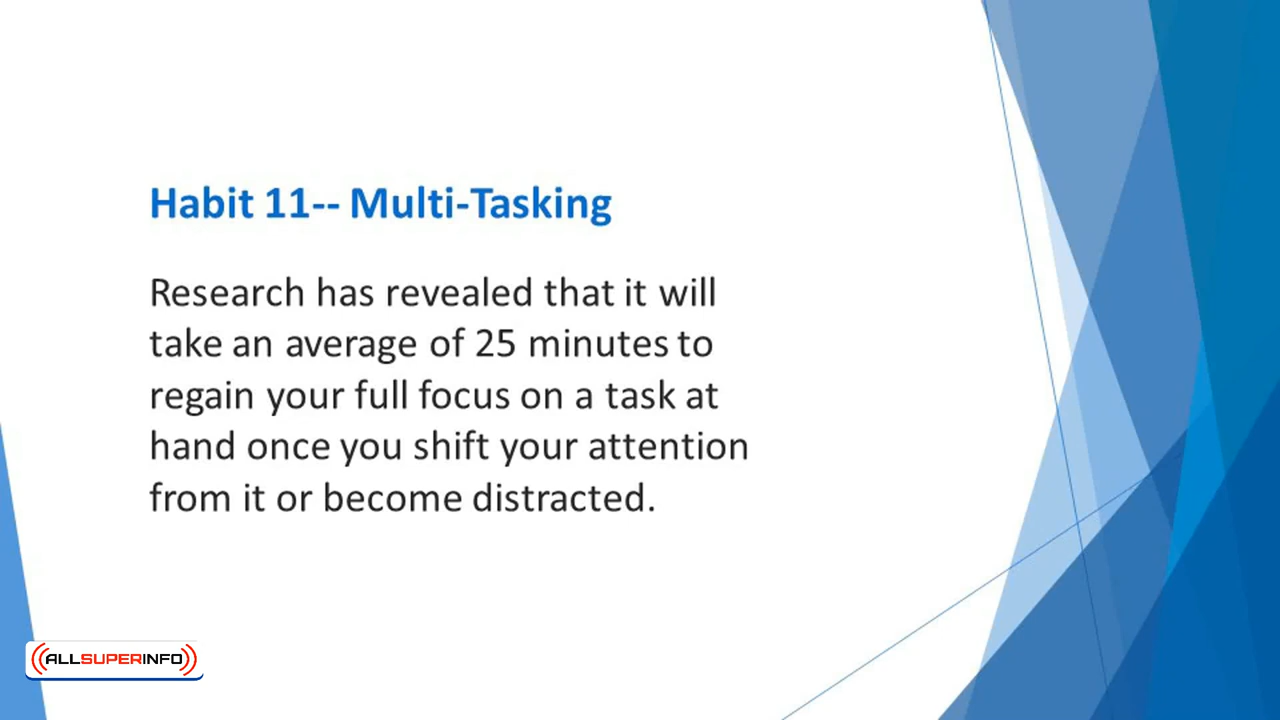 Habit 11-- Multi-Tasking
Research has revealed that it will
take an average of 25 minutes to
regain your full focus on a task at
hand once you shift your attention
from it or become distracted.
ALLSUPERINFO